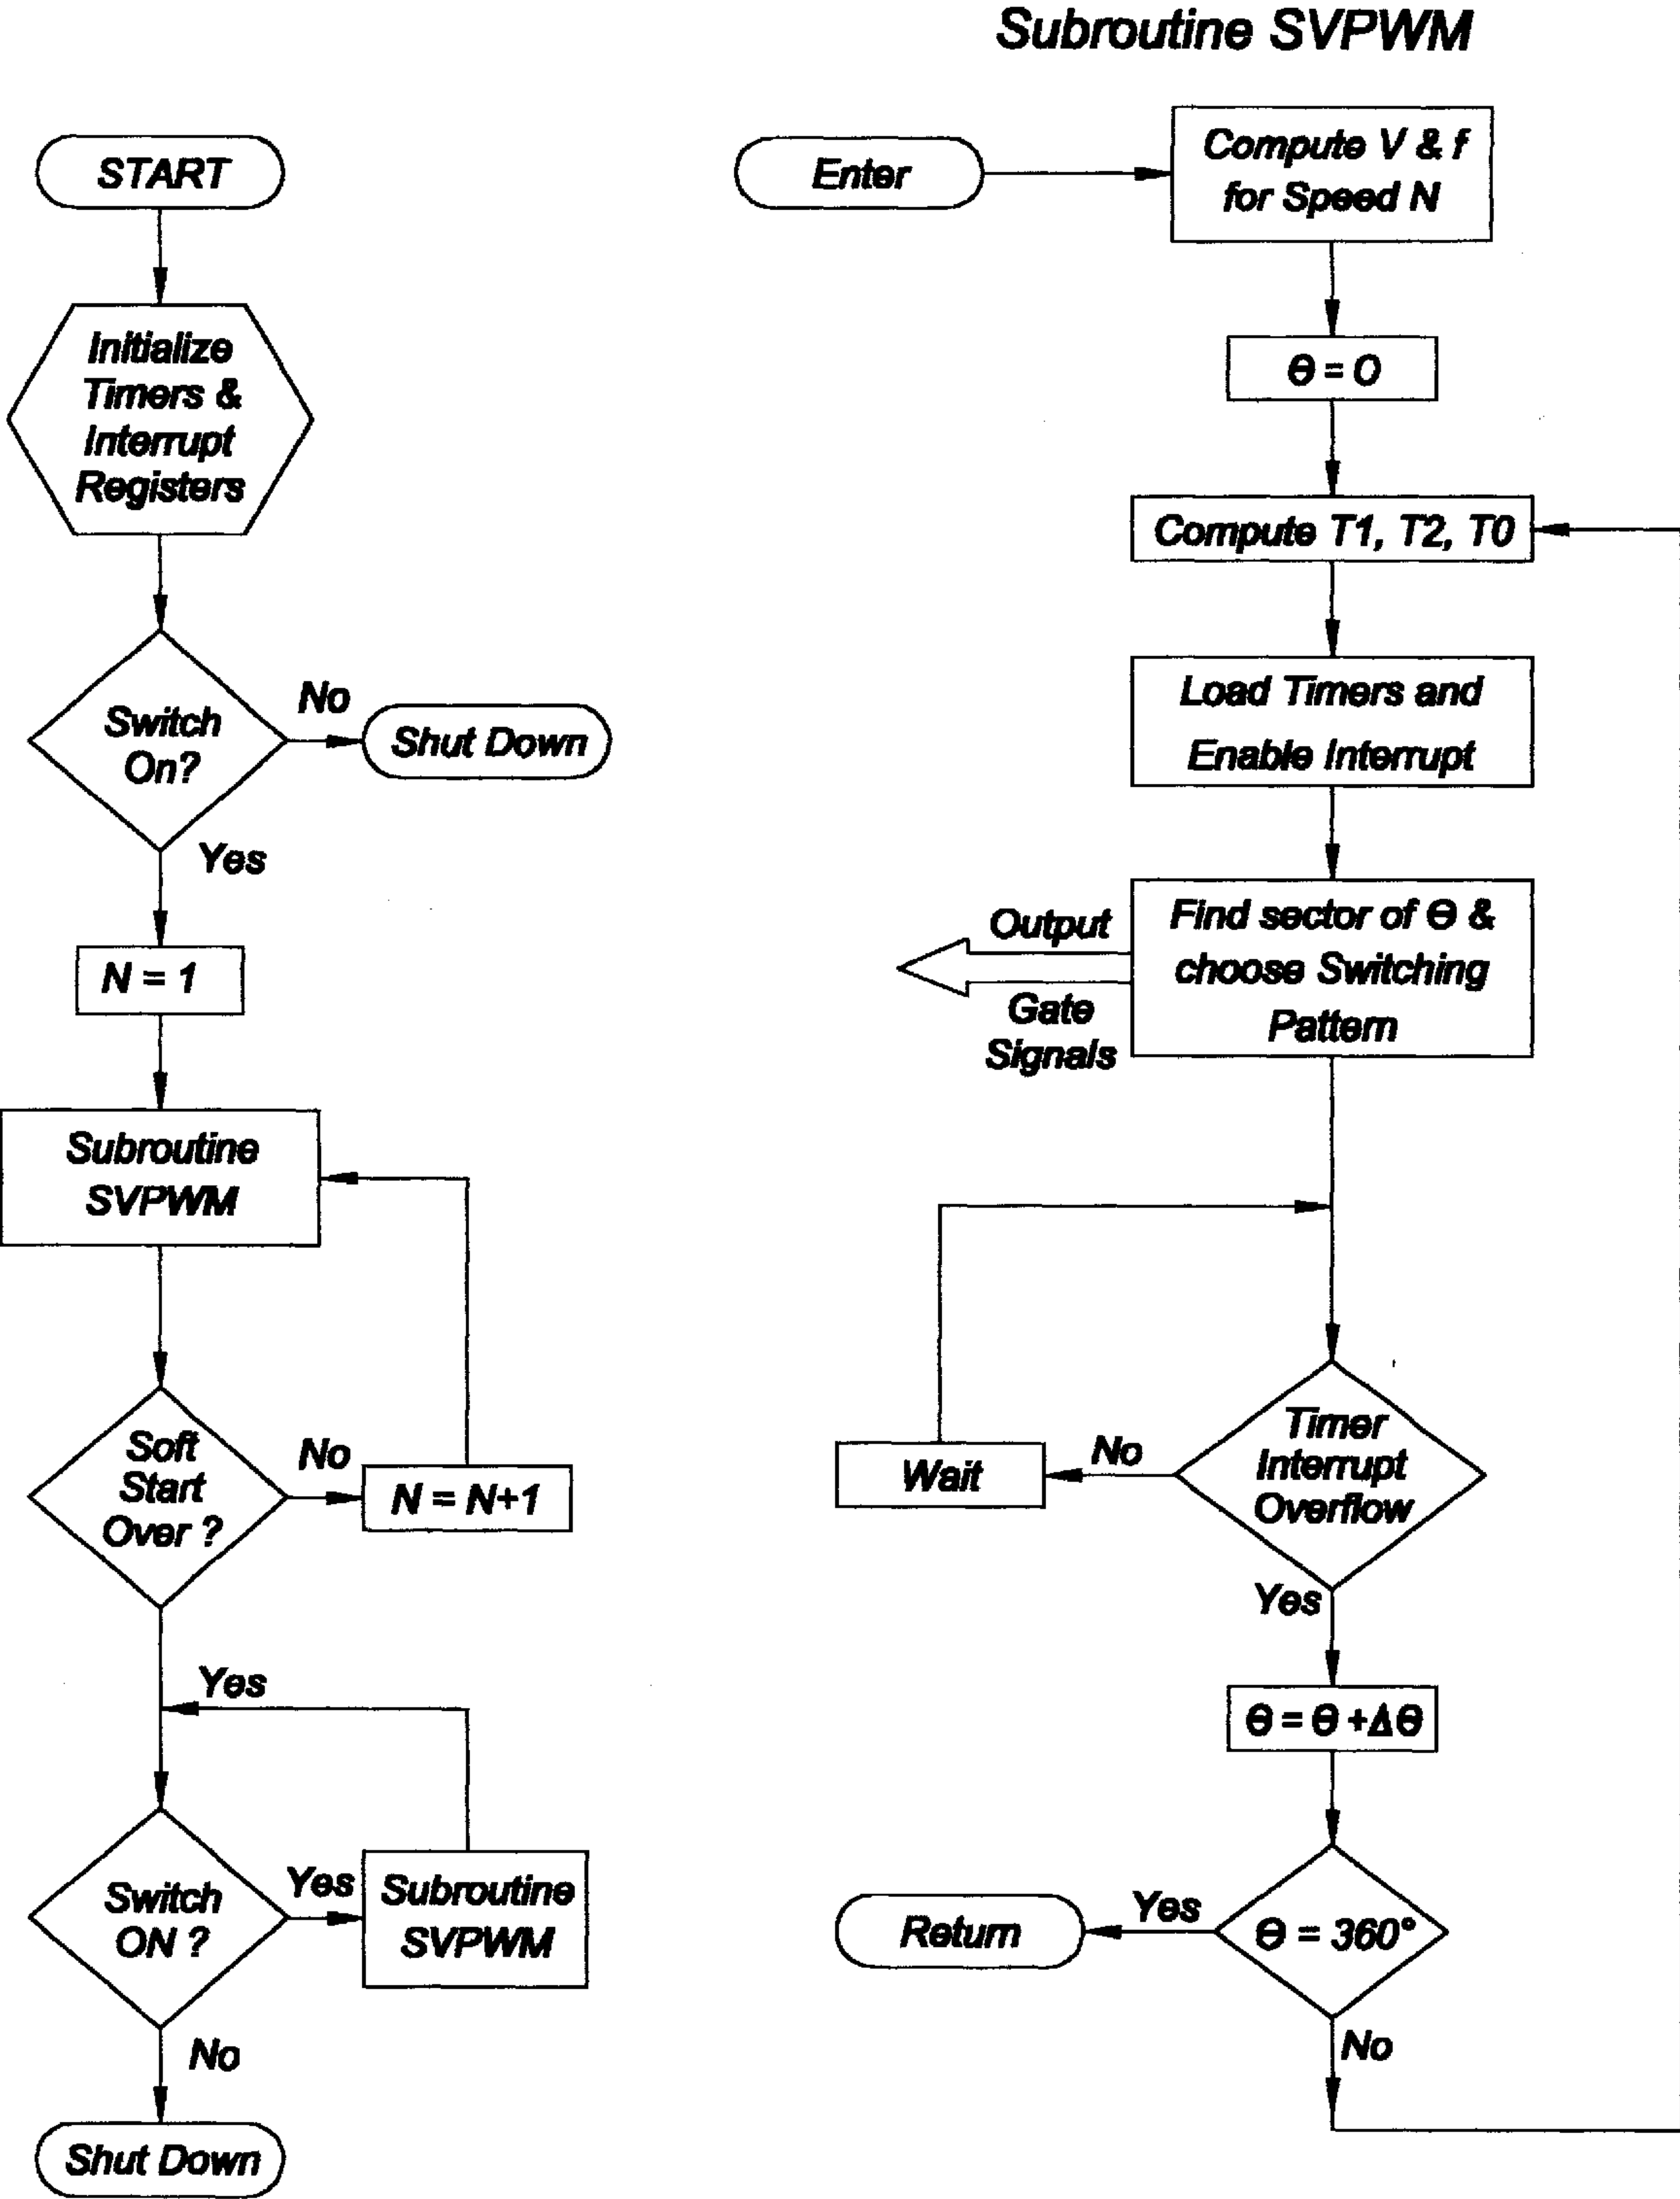 Subroutine SVPWM
START
Initialize
Timers &
Interrupt
Registers
Switch
On?
No
Shut Down
Yes
N = 1
Subroutine
SVPWM
Soft
Start
Over ?
No
N = N+1
Yes
Switch
ON ?
Yes
Subroutine
SVPWM
No
Shut Down
Enter
Compute V & f
for Speed N
Θ = O
Compute T1, T2, T0
Load Timers and
Enable Interrupt
Find sector of Θ &
choose Switching
Pattern
Output
Gate
Signals
Timer
Interrupt
Overflow
No
Wait
Yes
Θ = Θ +ΔΘ
Θ = 360°
Yes
Return
No